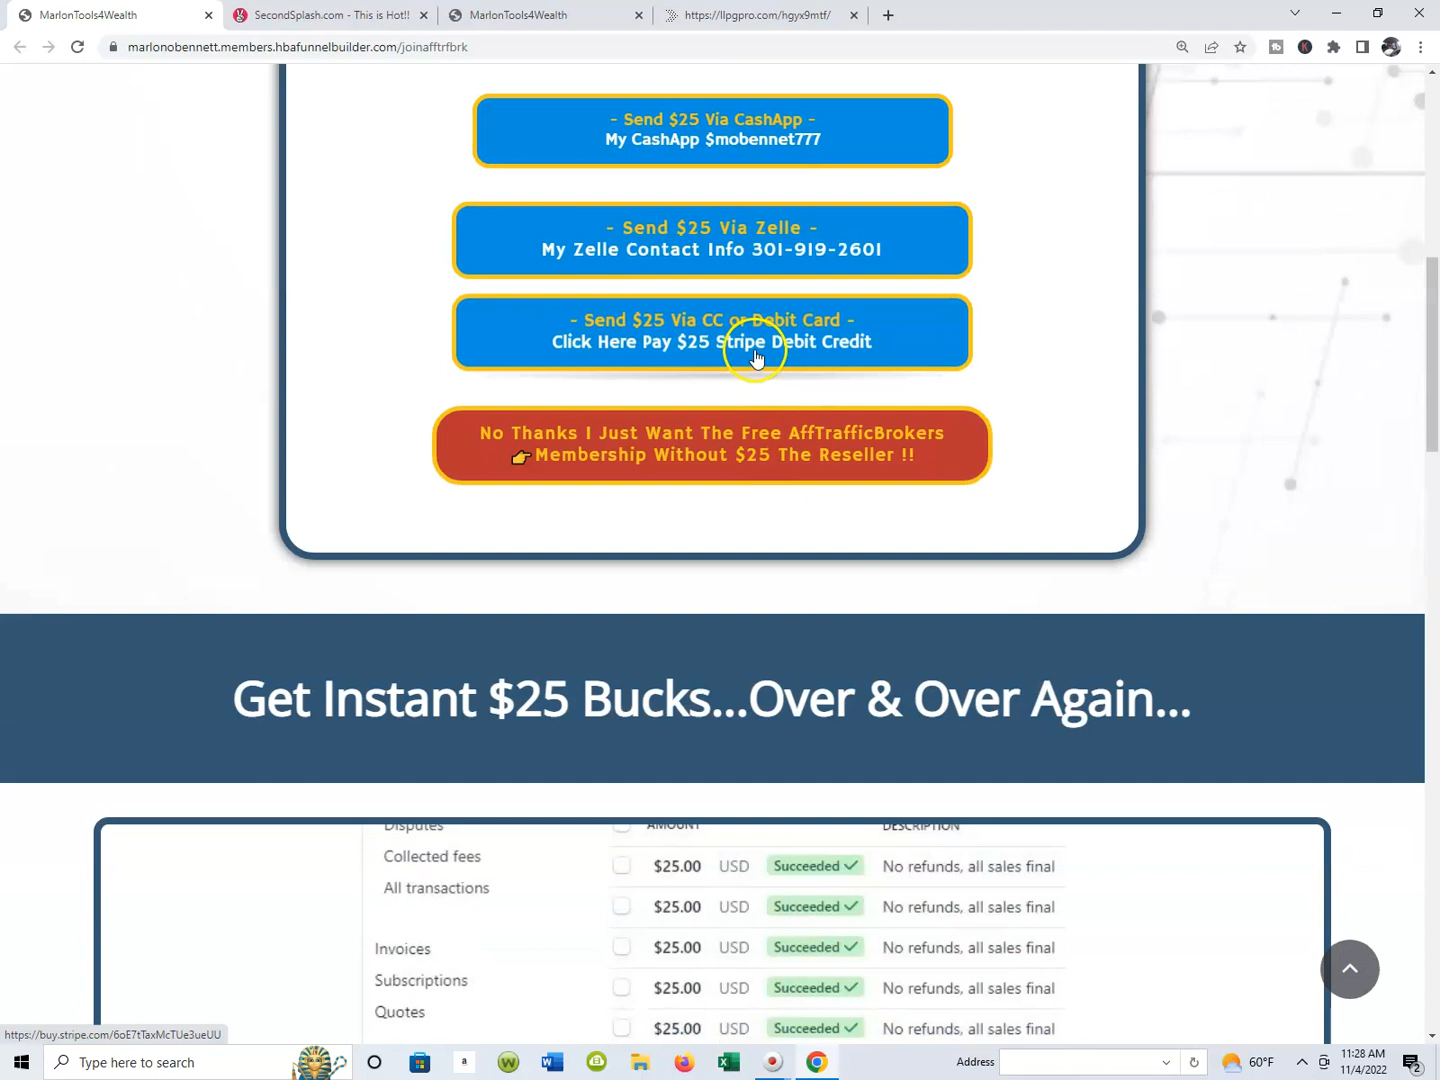 MarlonTools4Wealth
SecondSplash.com - This is Hot!!
MarlonTools4Wealth
https://llpgpro.com/hgyx9mtf/
marlonobennett.members.hbafunnelbuilder.com/joinafftrfbrk
- Send $25 Via CashApp -
My CashApp $mobennet777
- Send $25 Via Zelle -
My Zelle Contact Info 301-919-2601
- Send $25 Via CC or Debit Card -
Click Here Pay $25 Stripe Debit Credit
No Thanks I Just Want The Free AffTrafficBrokers
👉Membership Without $25 The Reseller !!
Get Instant $25 Bucks...Over & Over Again...
Disputes
AMOUNT DESCRIPTION
Collected fees
$25.00 USD Succeeded ✓ No refunds, all sales final
All transactions
$25.00 USD Succeeded ✓ No refunds, all sales final
Invoices
$25.00 USD Succeeded ✓ No refunds, all sales final
Subscriptions
$25.00 USD Succeeded ✓ No refunds, all sales final
Quotes
$25.00 USD Succeeded ✓ No refunds, all sales final
https://buy.stripe.com/6oE7tTaxMcTUe3ueUU
Type here to search
Address
60°F
11:28 AM
11/4/2022
2